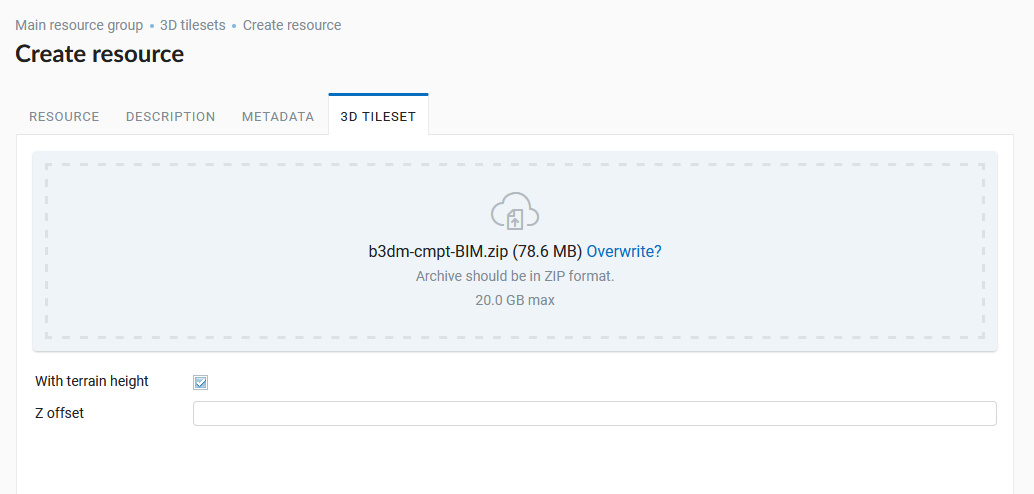 Main resource group • 3D tilesets • Create resource
Create resource
RESOURCE DESCRIPTION METADATA 3D TILESET
b3dm-cmpt-BIM.zip (78.6 MB) Overwrite?
Archive should be in ZIP format.
20.0 GB max
With terrain height
Z offset